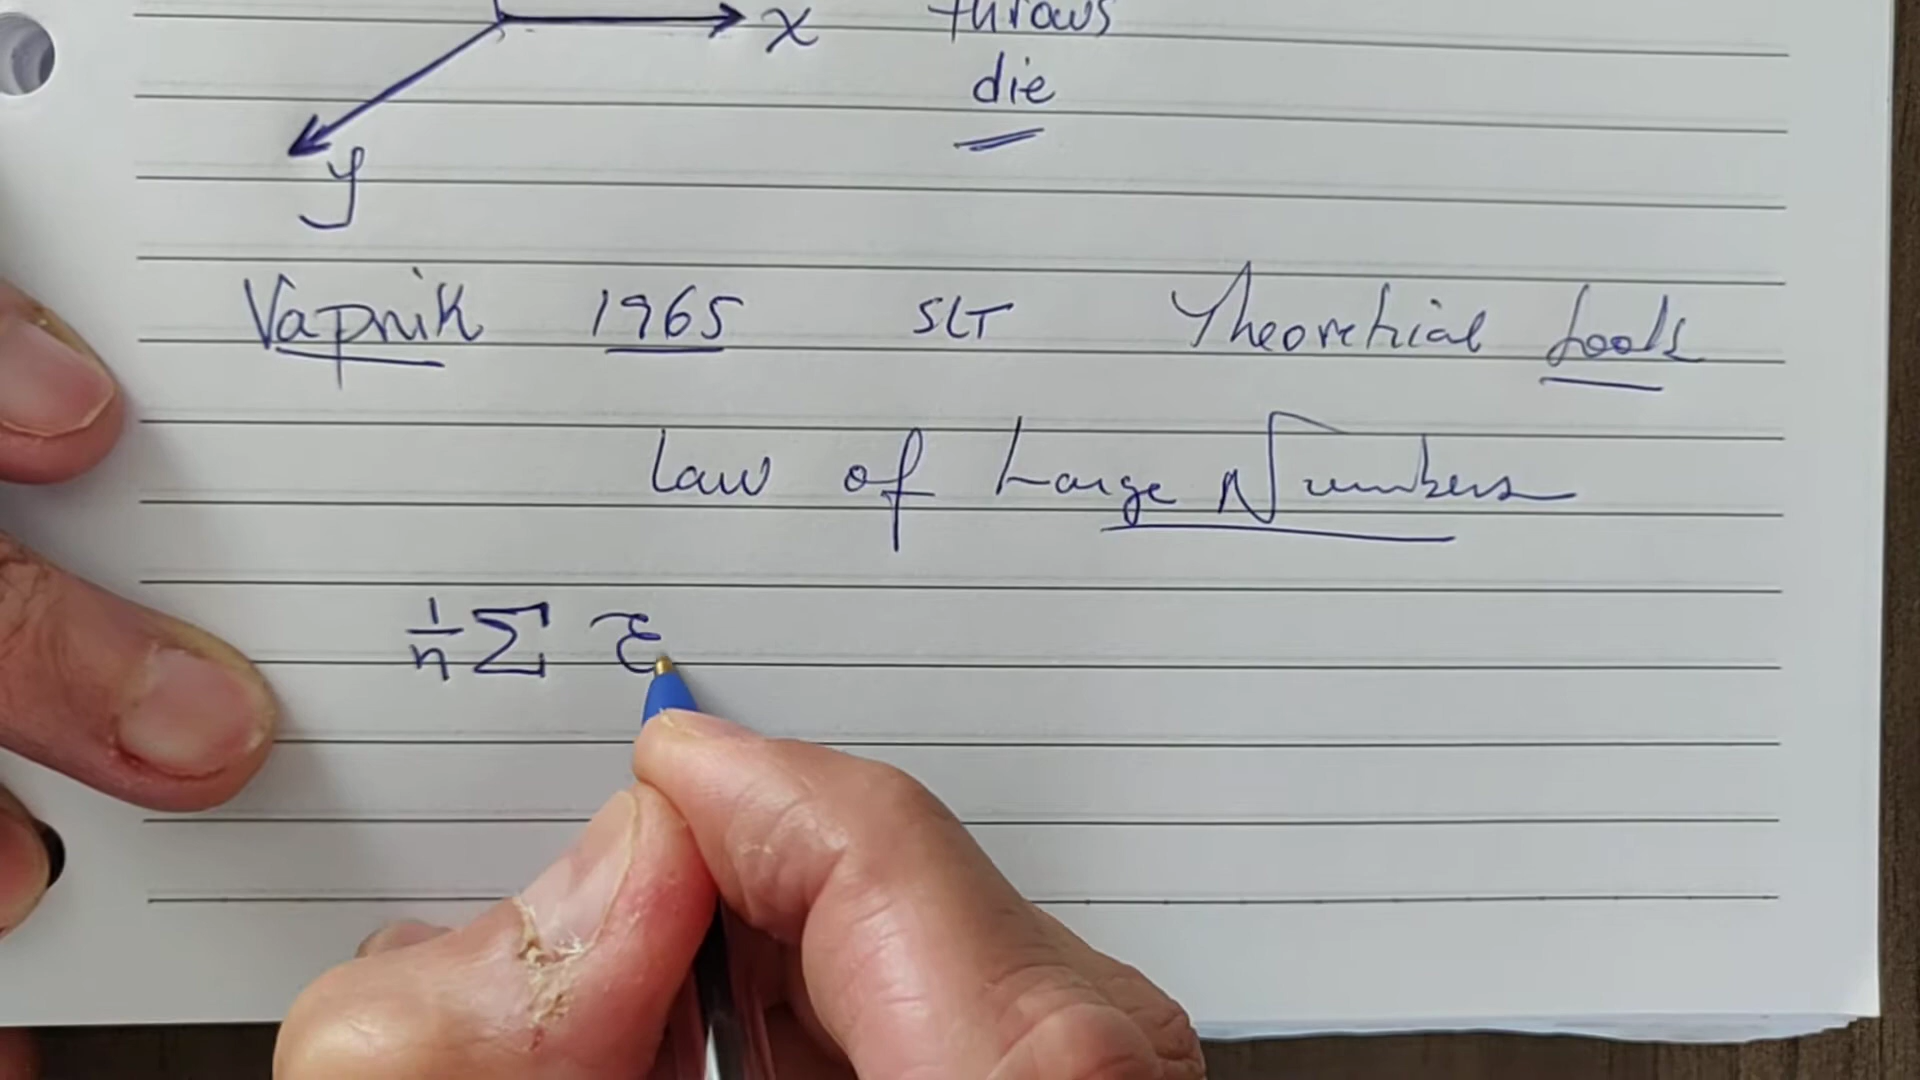 x throws
die
y
Vapnik 1965 SLT Theoretical tools
Law of Large Numbers
1/n Σ